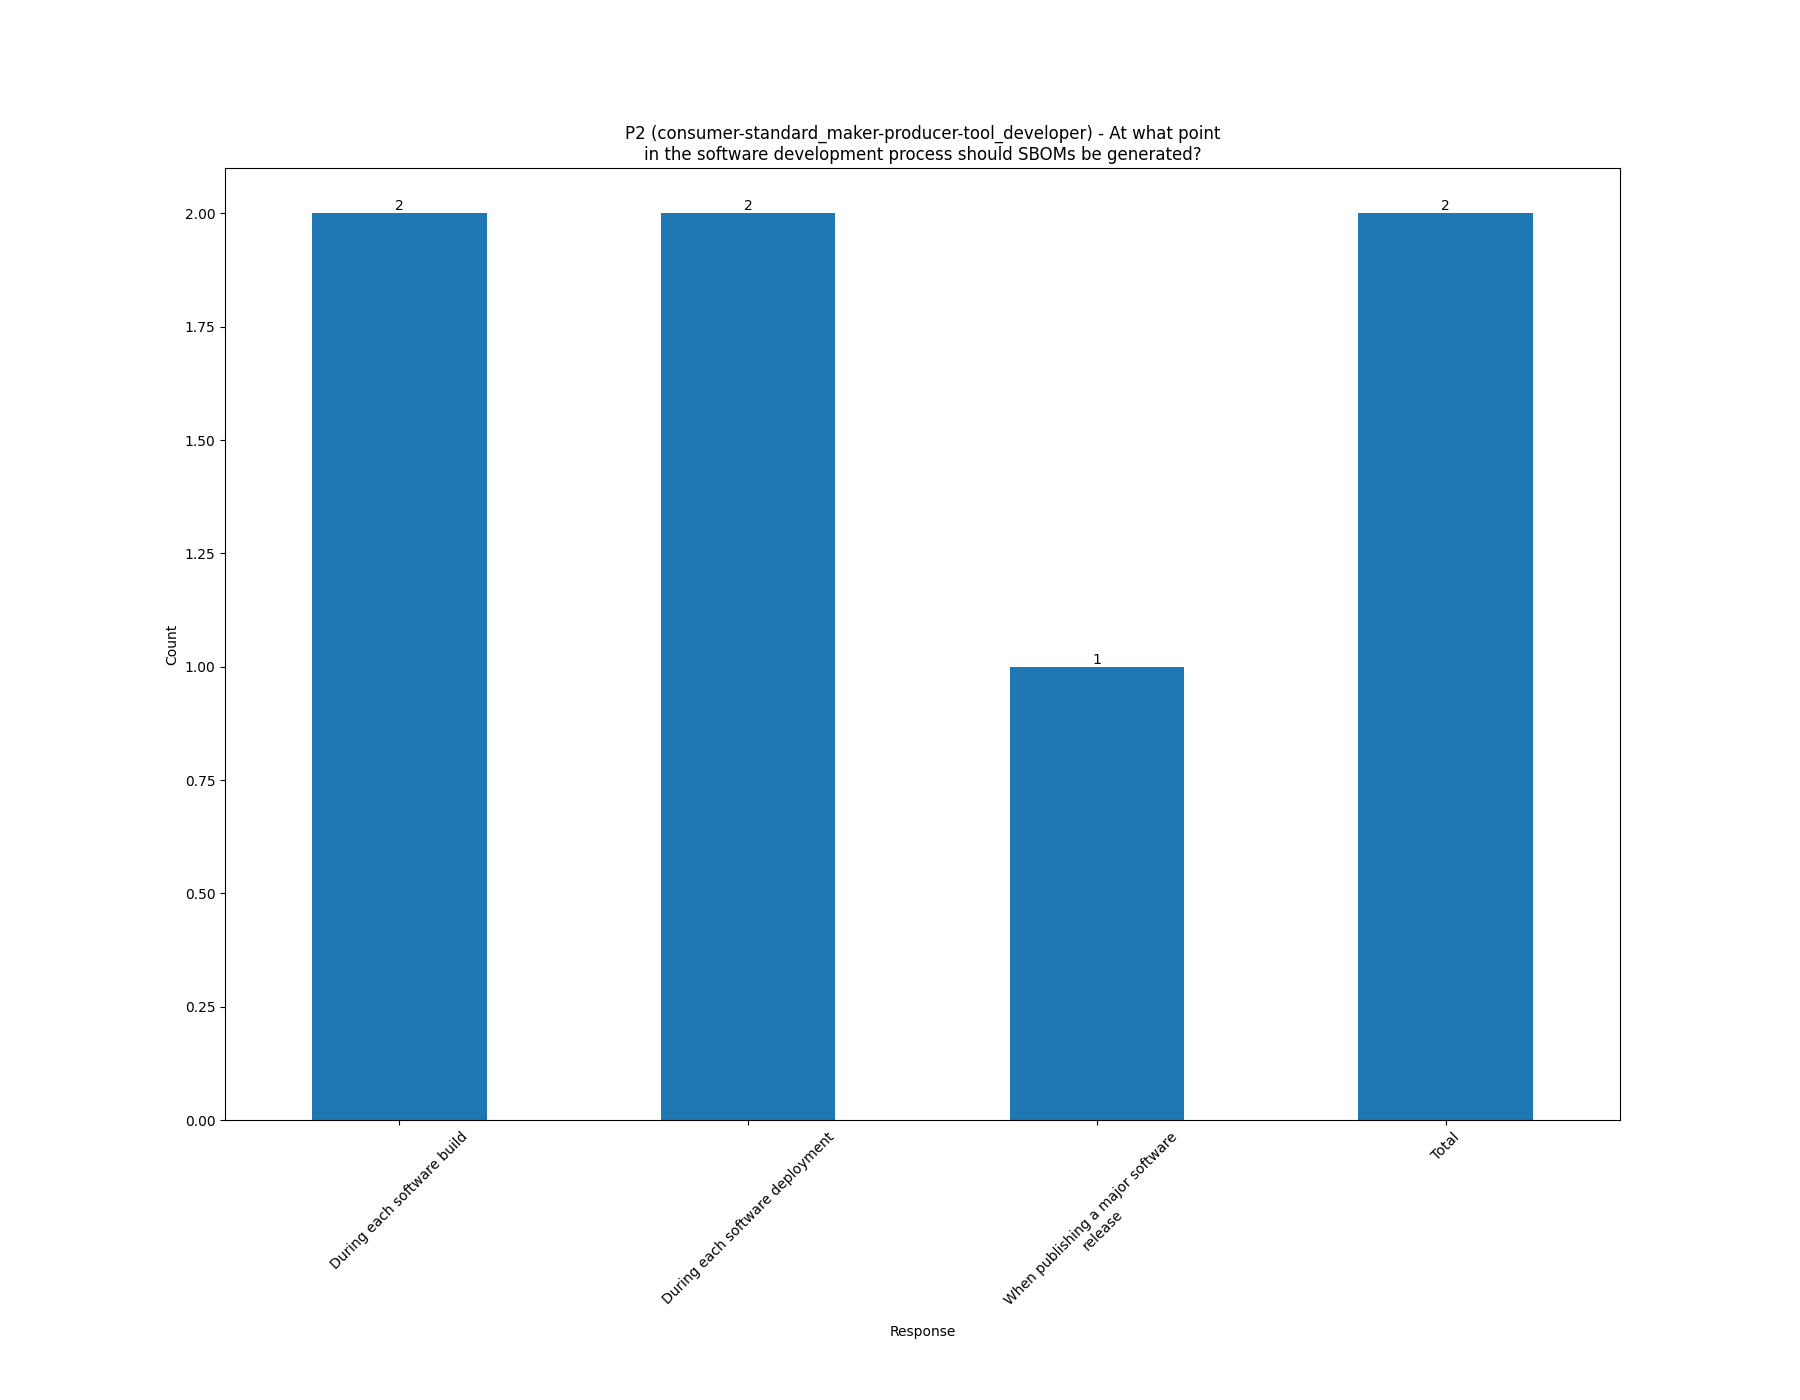 P2 (consumer-standard_maker-producer-tool_developer) - At what point
in the software development process should SBOMs be generated?
2
2
1
2
2.00
1.75
1.50
1.25
1.00
0.75
0.50
0.25
0.00
Count
During each software build
During each software deployment
When publishing a major software
release
Total
Response